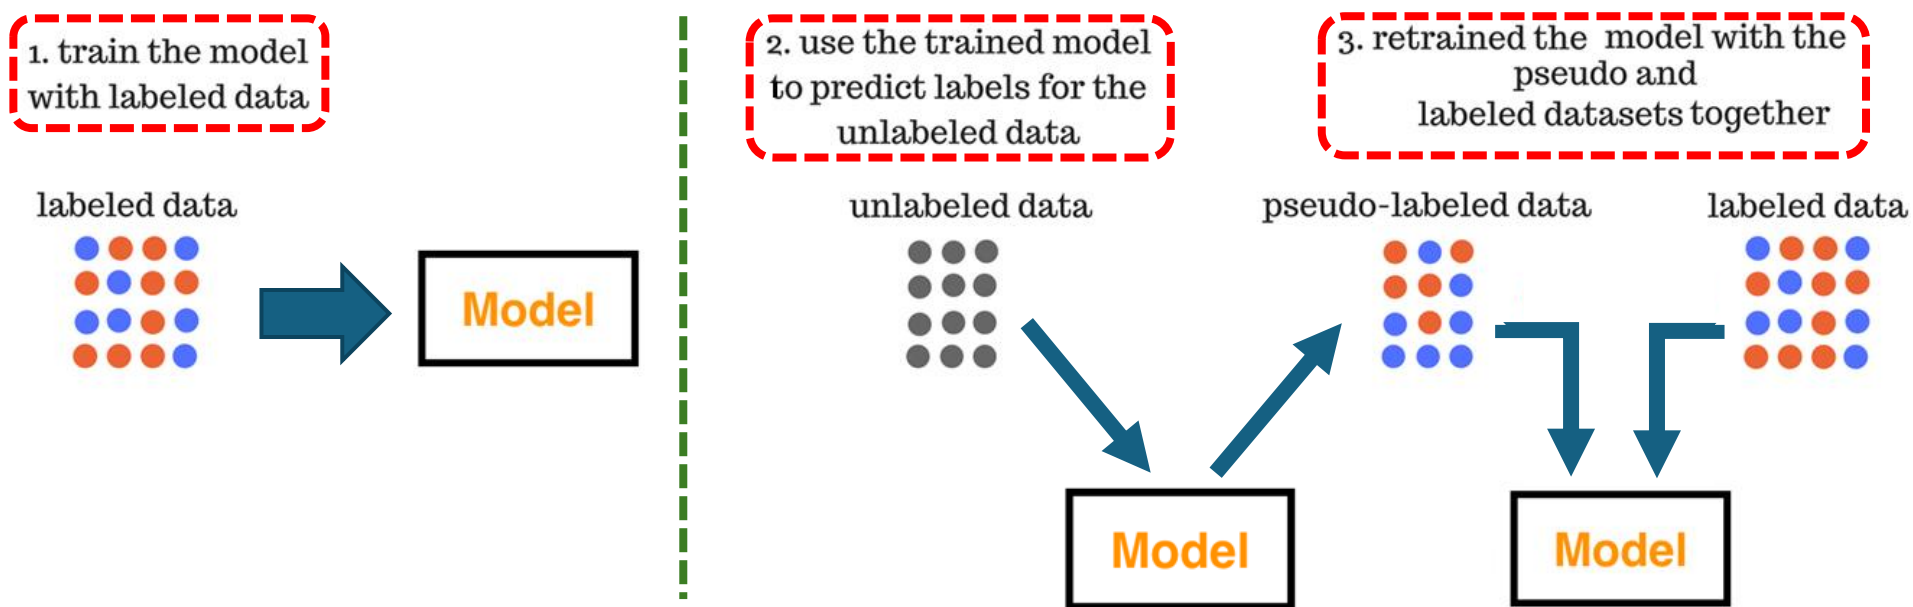 1. train the model
with labeled data
labeled data
Model
2. use the trained model
to predict labels for the
unlabeled data
unlabeled data
Model
3. retrained the model with the
pseudo and
labeled datasets together
pseudo-labeled data
labeled data
Model